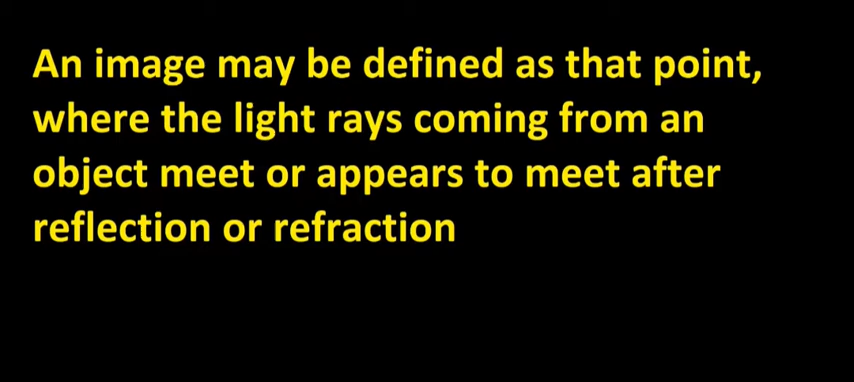 An image may be defined as that point,
where the light rays coming from an
object meet or appears to meet after
reflection or refraction